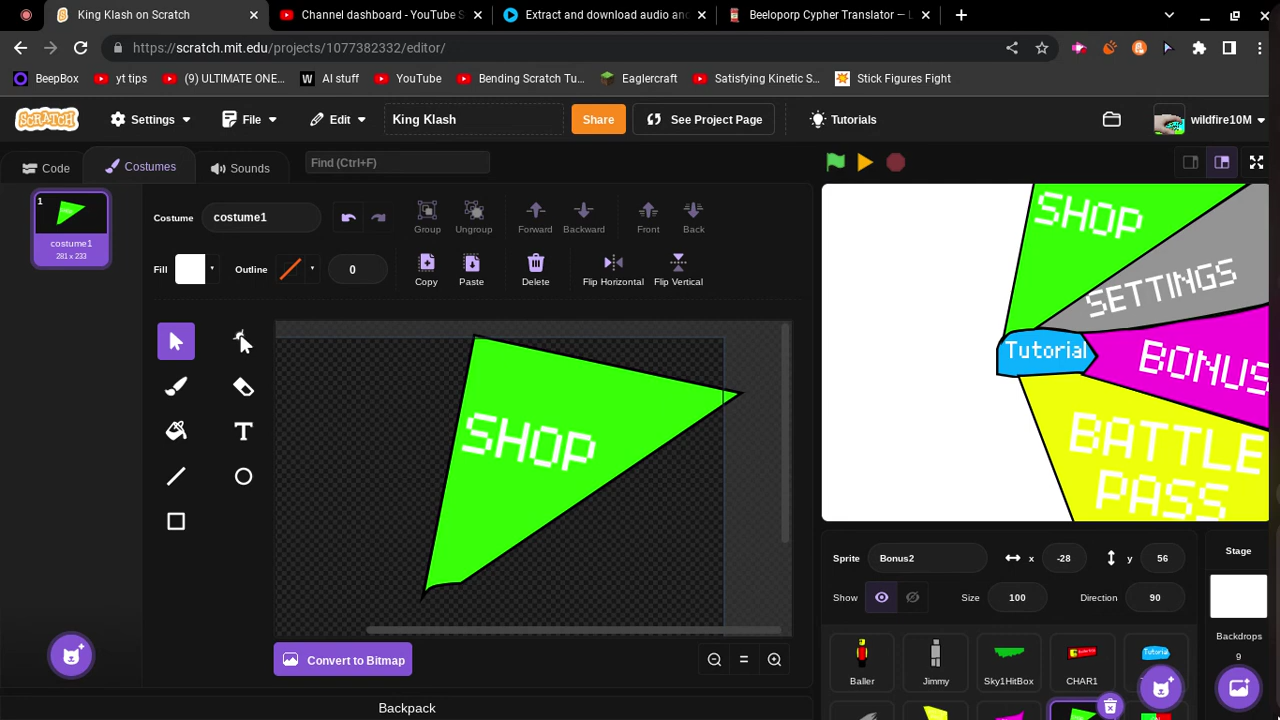 King Klash on Scratch
Channel dashboard - YouTube S
Extract and download audio and
Beloporp Cypher Translator — L
https://scratch.mit.edu/projects/1077382332/editor/
BeepBox
yt tips
(9) ULTIMATE ONE...
W AI stuff
YouTube
Bending Scratch Tu...
Eaglercraft
Satisfying Kinetic S...
Stick Figures Fight
SCRATCH
Settings
File
Edit
King Klash
Share
See Project Page
Tutorials
wildfire10M
Code
Costumes
Sounds
Find (Ctrl+F)
1
costume1
281 x 233
Costume
costume1
Group
Ungroup
Forward
Backward
Front
Back
Fill
Outline
0
Copy
Paste
Delete
Flip Horizontal
Flip Vertical
T
SHOP
Convert to Bitmap
Backpack
SHOP
SETTINGS
Tutorial
BONUS
BATTLE
PASS
Sprite
Bonus2
x
-28
y
56
Show
Size
100
Direction
90
Baller
Jimmy
Sky1HitBox
CHAR1
Tutorial
Stage
Backdrops
9